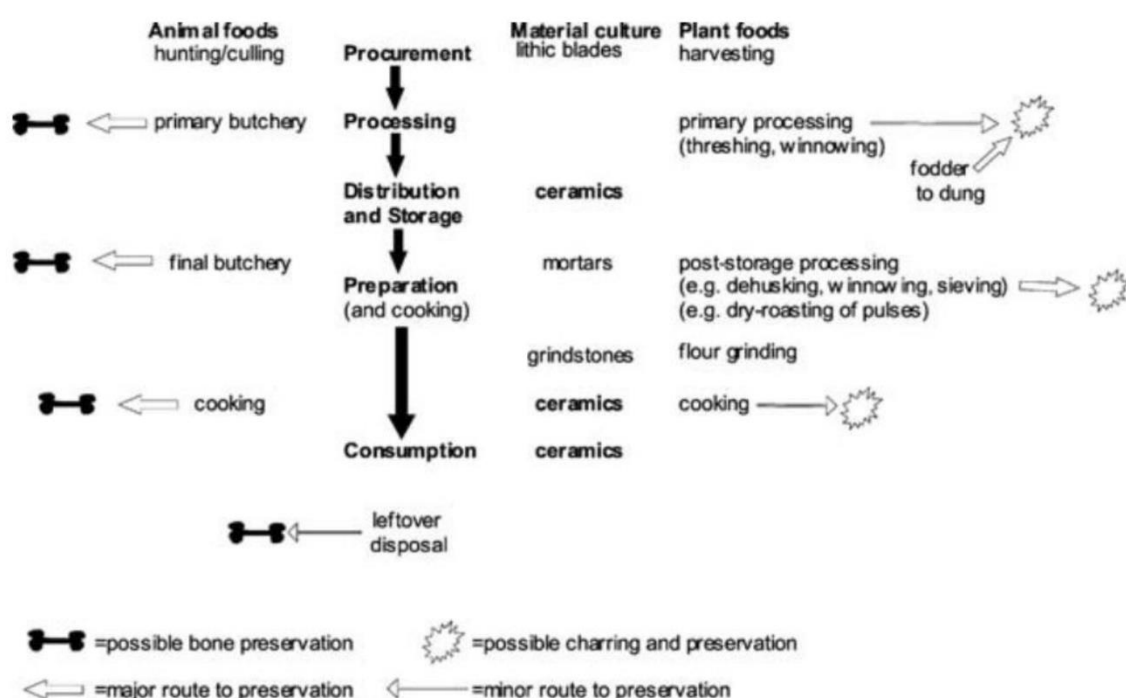 Animal foods Material culture Plant foods
hunting/culling Procurement lithic blades harvesting
primary butchery Processing primary processing
(threshing, winnowing)
fodder
to dung
Distribution ceramics
and Storage
final butchery mortars post-storage processing
Preparation (e.g. dehusking, winnowing, sieving)
(and cooking) (e.g. dry-roasting of pulses)
grindstones flour grinding
cooking ceramics cooking
Consumption ceramics
leftover
disposal
=possible bone preservation =possible charring and preservation
=major route to preservation =minor route to preservation